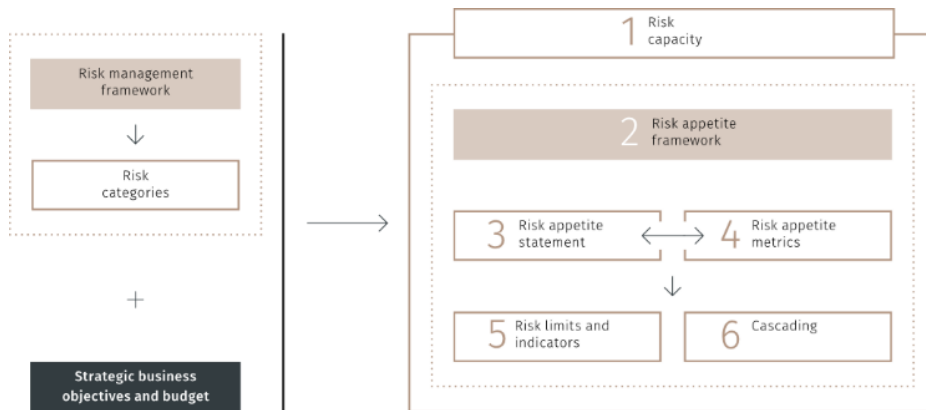 Risk management
framework
Risk
categories
+
Strategic business
objectives and budget
1 Risk
capacity
2 Risk appetite
framework
3 Risk appetite
statement
4 Risk appetite
metrics
5 Risk limits and
indicators
6 Cascading